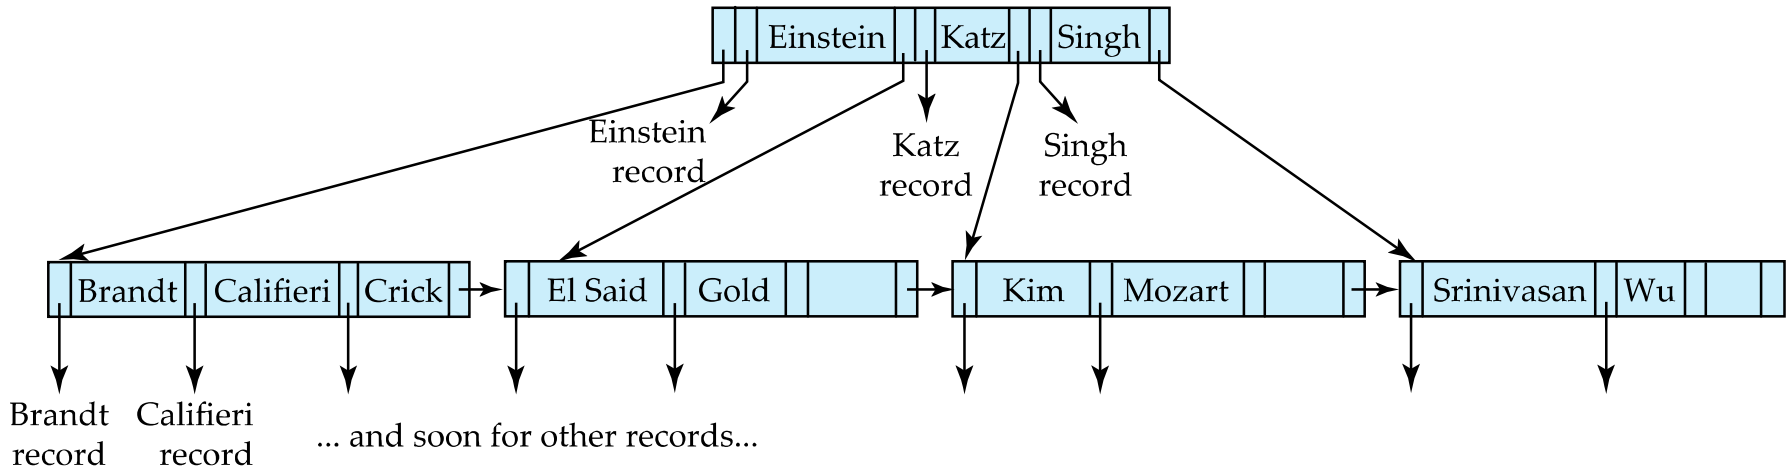 Einstein Katz Singh
Einstein
record
Katz
record
Singh
record
Brandt Califieri Crick El Said Gold Kim Mozart Srinivasan Wu
Brandt
record
Califieri
record
... and soon for other records...